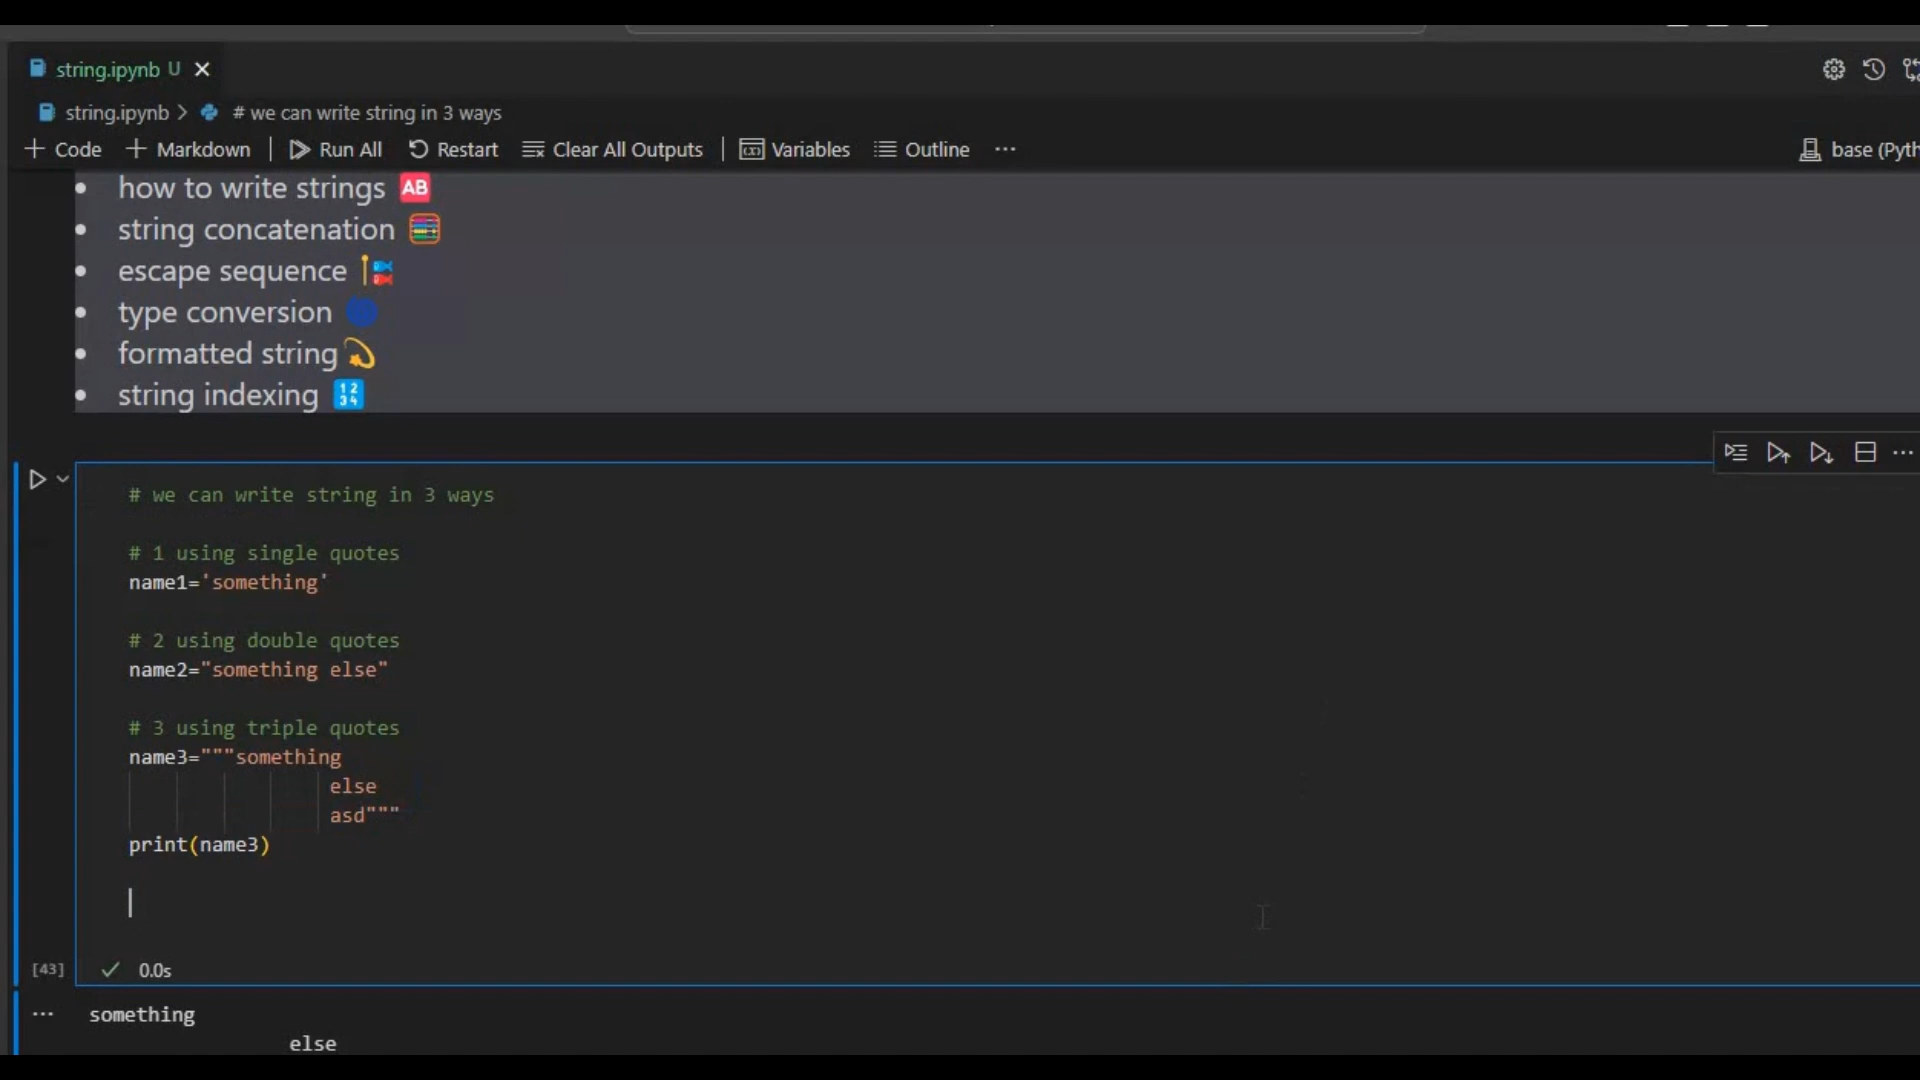 string.ipynb U
string.ipynb > # we can write string in 3 ways
+ Code + Markdown | Run All Restart Clear All Outputs | Variables Outline ...
base (Pyth
• how to write strings 🆎
• string concatenation 🧮
• escape sequence 🎏
• type conversion 🔵
• formatted string 💫
• string indexing 🔢
# we can write string in 3 ways
# 1 using single quotes
name1='something'
# 2 using double quotes
name2="something else"
# 3 using triple quotes
name3="""something
else
asd"""
print(name3)
[43] ✓ 0.0s
... something
else